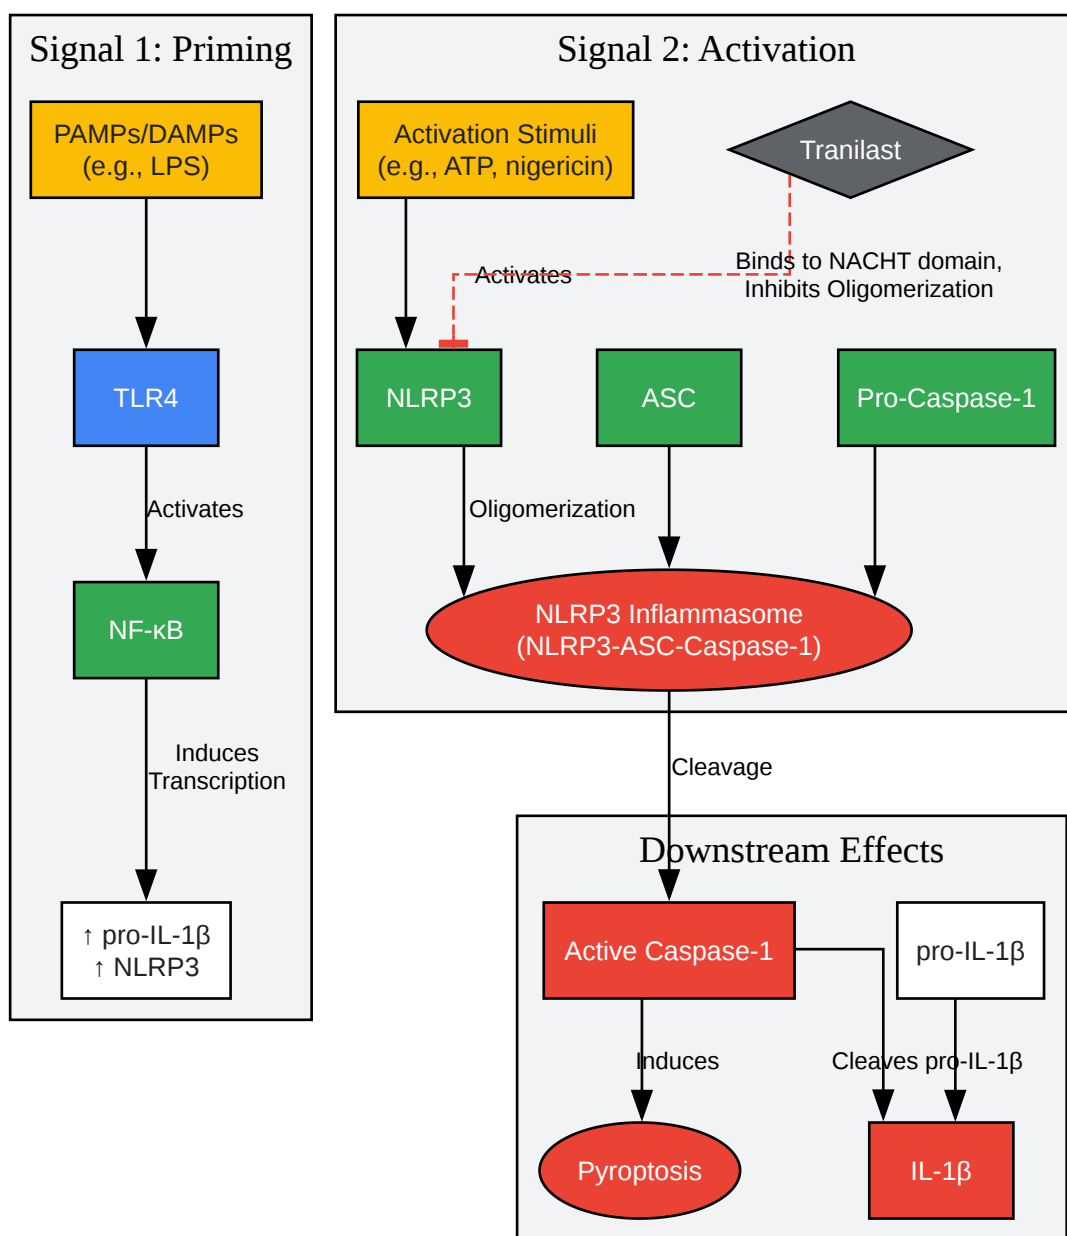 Signal 1: Priming
PAMPs/DAMPs
(e.g., LPS)
TLR4
Activates
NF-κB
Induces
Transcription
↑ pro-IL-1β
↑ NLRP3
Signal 2: Activation
Activation Stimuli
(e.g., ATP, nigericin)
Tranilast
Activates
Binds to NACHT domain,
Inhibits Oligomerization
NLRP3
ASC
Pro-Caspase-1
Oligomerization
NLRP3 Inflammasome
(NLRP3-ASC-Caspase-1)
Cleavage
Downstream Effects
Active Caspase-1
pro-IL-1β
Induces
Cleaves pro-IL-1β
Pyroptosis
IL-1β